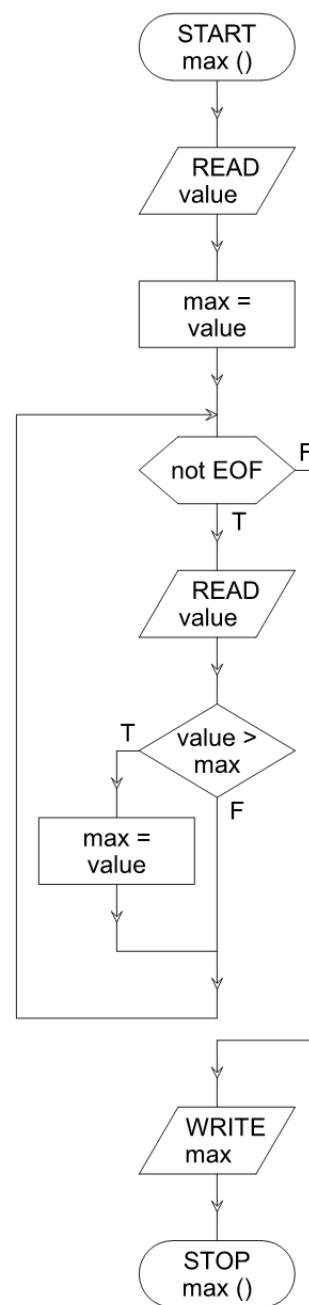 START
max ()
READ
value
max =
value
not EOF
F
T
READ
value
value >
max
T
F
max =
value
WRITE
max
STOP
max ()